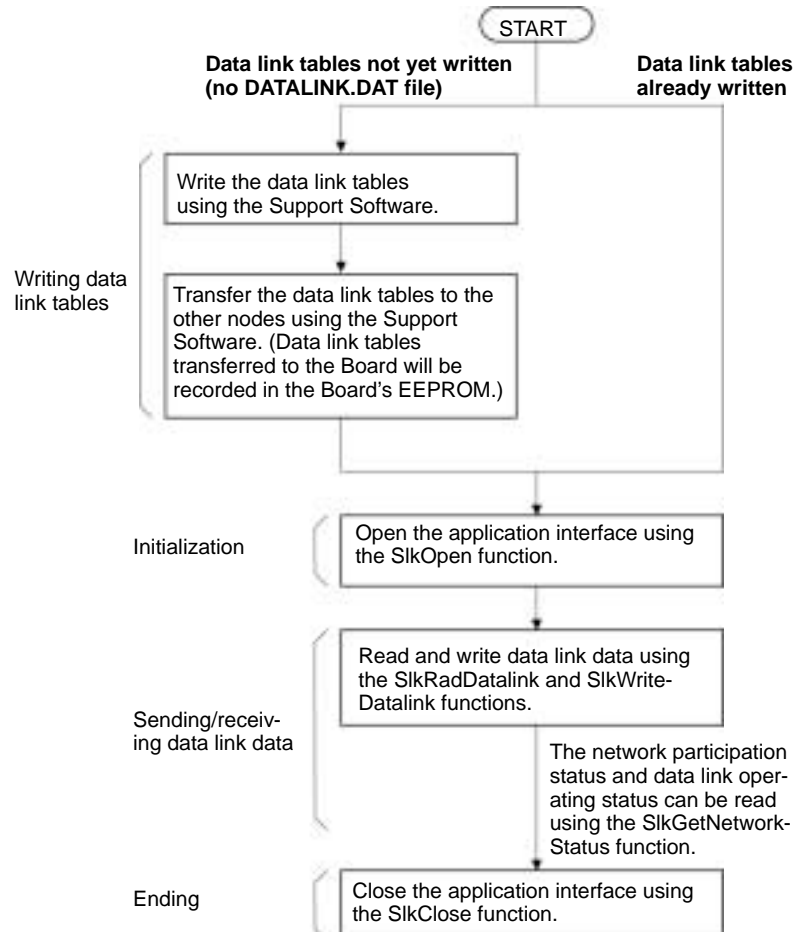 START
Data link tables not yet written
(no DATALINK.DAT file)
Data link tables
already written
Write the data link tables
using the Support Software.
Writing data
link tables
Transfer the data link tables to the
other nodes using the Support
Software. (Data link tables
transferred to the Board will be
recorded in the Board's EEPROM.)
Initialization
Open the application interface using
the SlkOpen function.
Read and write data link data using
the SlkRadDatalink and SlkWrite-
Datalink functions.
Sending/receiv-
ing data link data
The network participation
status and data link oper-
ating status can be read
using the SlkGetNetwork-
Status function.
Ending
Close the application interface using
the SlkClose function.